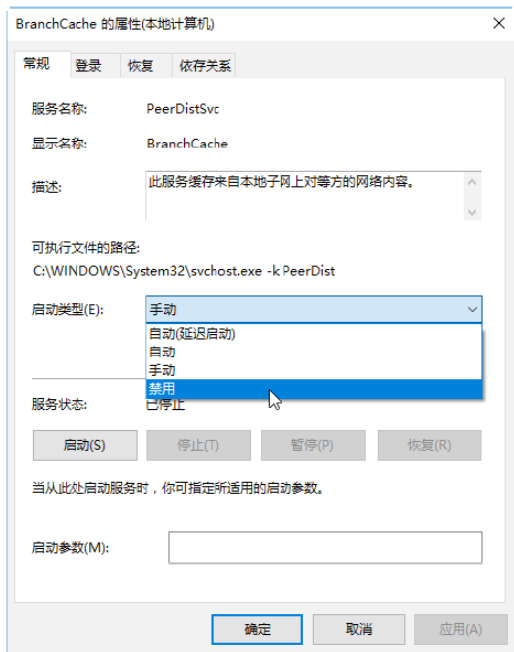 BranchCache 的属性(本地计算机)
常规 登录 恢复 依存关系
服务名称: PeerDistSvc
显示名称: BranchCache
描述: 此服务缓存来自本地子网上对等方的网络内容。
可执行文件的路径:
C:\WINDOWS\System32\svchost.exe -k PeerDist
启动类型(E): 手动
自动(延迟启动)
自动
手动
禁用
服务状态: 已停止
启动(S) 停止(T) 暂停(P) 恢复(R)
当从此处启动服务时，你可指定所适用的启动参数。
启动参数(M):
确定 取消 应用(A)